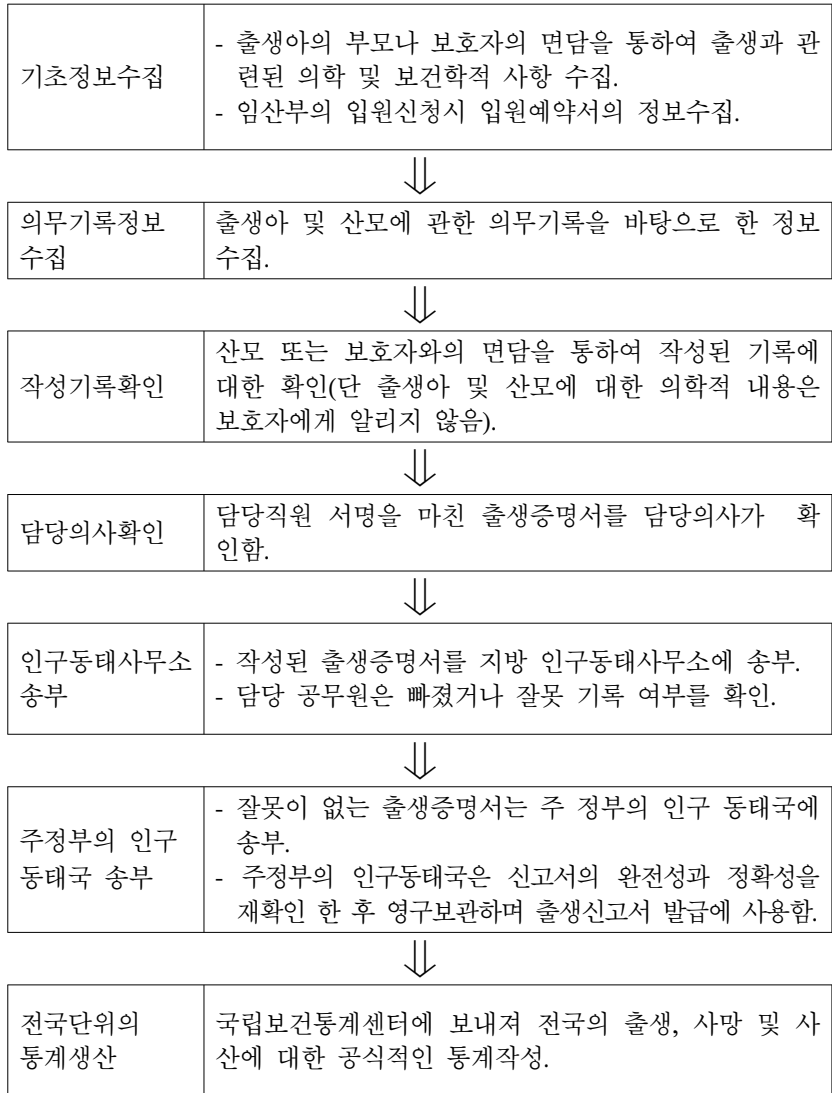 기초정보수집
- 출생아의 부모나 보호자의 면담을 통하여 출생과 관
련된 의학 및 보건학적 사항 수집.
- 임산부의 입원신청시 입원예약서의 정보수집.
⇓
의무기록정보
수집
출생아 및 산모에 관한 의무기록을 바탕으로 한 정보
수집.
⇓
작성기록확인
산모 또는 보호자와의 면담을 통하여 작성된 기록에
대한 확인(단 출생아 및 산모에 대한 의학적 내용은
보호자에게 알리지 않음).
⇓
담당의사확인
담당직원 서명을 마친 출생증명서를 담당의사가 확
인함.
⇓
인구동태사무소
송부
- 작성된 출생증명서를 지방 인구동태사무소에 송부.
- 담당 공무원은 빠졌거나 잘못 기록 여부를 확인.
⇓
주정부의 인구
동태국 송부
- 잘못이 없는 출생증명서는 주 정부의 인구 동태국에
송부.
- 주정부의 인구동태국은 신고서의 완전성과 정확성을
재확인 한 후 영구보관하며 출생신고서 발급에 사용함.
⇓
전국단위의
통계생산
국립보건통계센터에 보내져 전국의 출생, 사망 및 사
산에 대한 공식적인 통계작성.